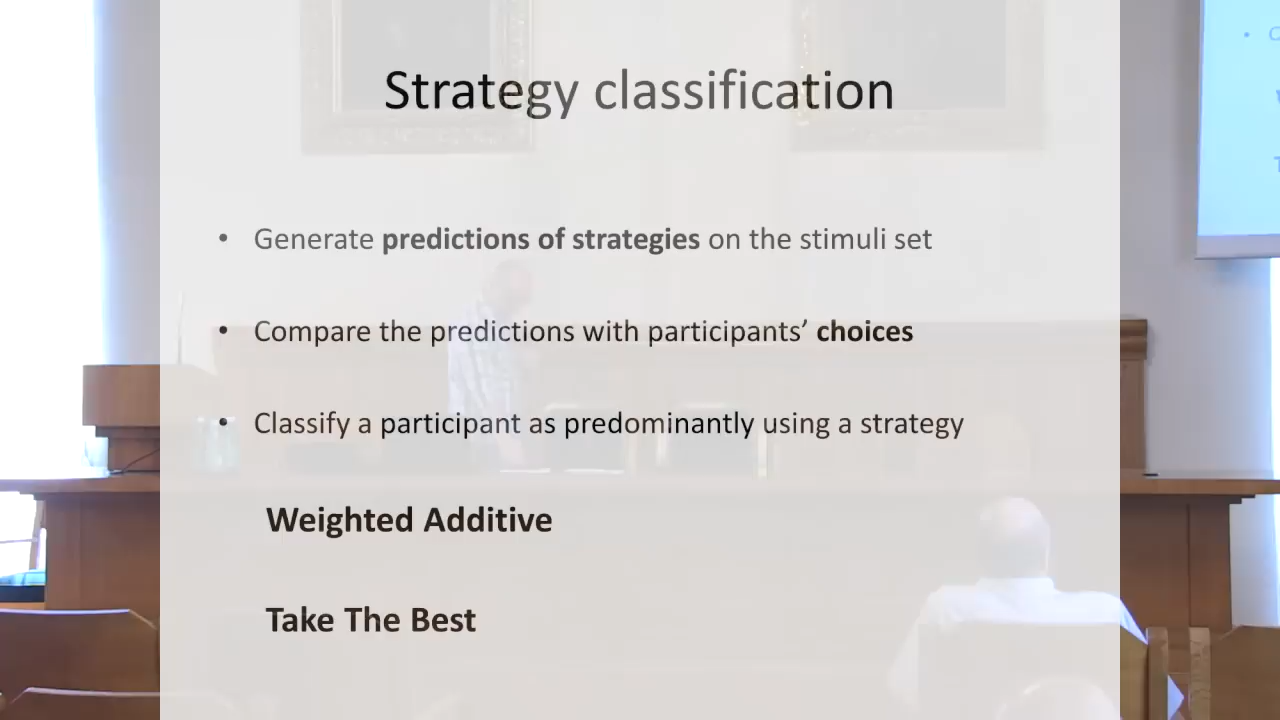 Strategy classification
• Generate predictions of strategies on the stimuli set
• Compare the predictions with participants’ choices
• Classify a participant as predominantly using a strategy
Weighted Additive
Take The Best